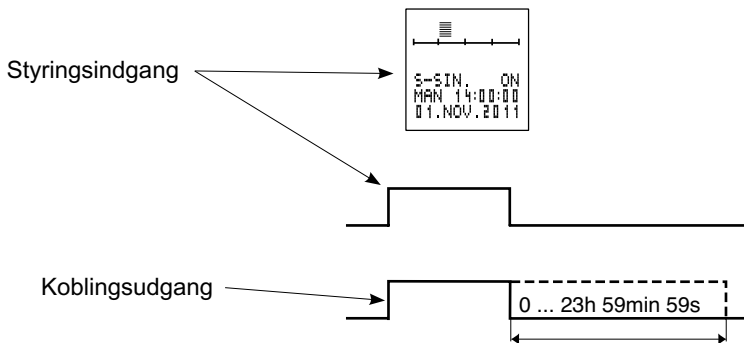 Styringsindgang
S-SIN. ON
MAN 14:00:00
01.NOV.2011
Koblingsudgang
0 ... 23h 59min 59s